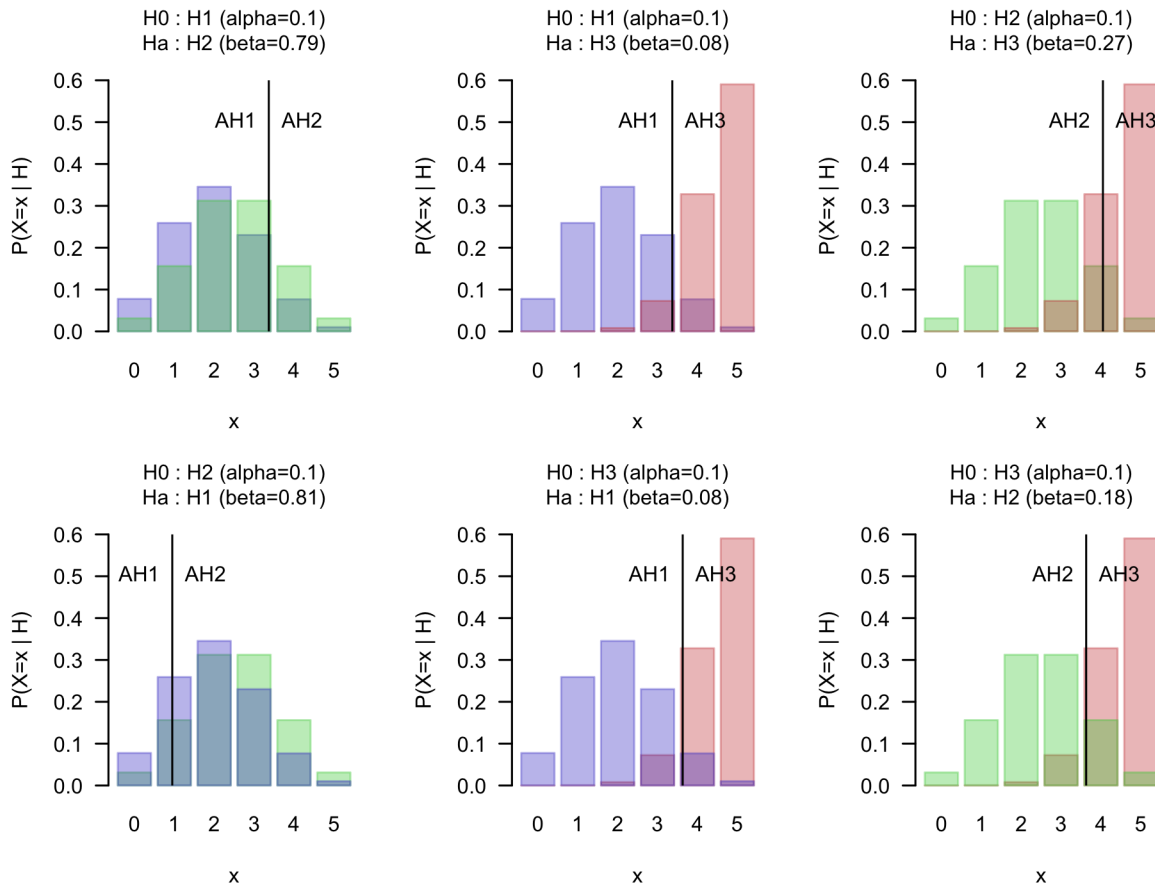 H0 : H1 (alpha=0.1)
Ha : H2 (beta=0.79)
H0 : H1 (alpha=0.1)
Ha : H3 (beta=0.08)
H0 : H2 (alpha=0.1)
Ha : H3 (beta=0.27)
P(X=x | H)
0.6
0.5
0.4
0.3
0.2
0.1
0.0
AH1 AH2
0 1 2 3 4 5
x
P(X=x | H)
0.6
0.5
0.4
0.3
0.2
0.1
0.0
AH1 AH3
0 1 2 3 4 5
x
P(X=x | H)
0.6
0.5
0.4
0.3
0.2
0.1
0.0
AH2 AH3
0 1 2 3 4 5
x
H0 : H2 (alpha=0.1)
Ha : H1 (beta=0.81)
H0 : H3 (alpha=0.1)
Ha : H1 (beta=0.08)
H0 : H3 (alpha=0.1)
Ha : H2 (beta=0.18)
P(X=x | H)
0.6
0.5
0.4
0.3
0.2
0.1
0.0
AH1 AH2
0 1 2 3 4 5
x
P(X=x | H)
0.6
0.5
0.4
0.3
0.2
0.1
0.0
AH1 AH3
0 1 2 3 4 5
x
P(X=x | H)
0.6
0.5
0.4
0.3
0.2
0.1
0.0
AH2 AH3
0 1 2 3 4 5
x